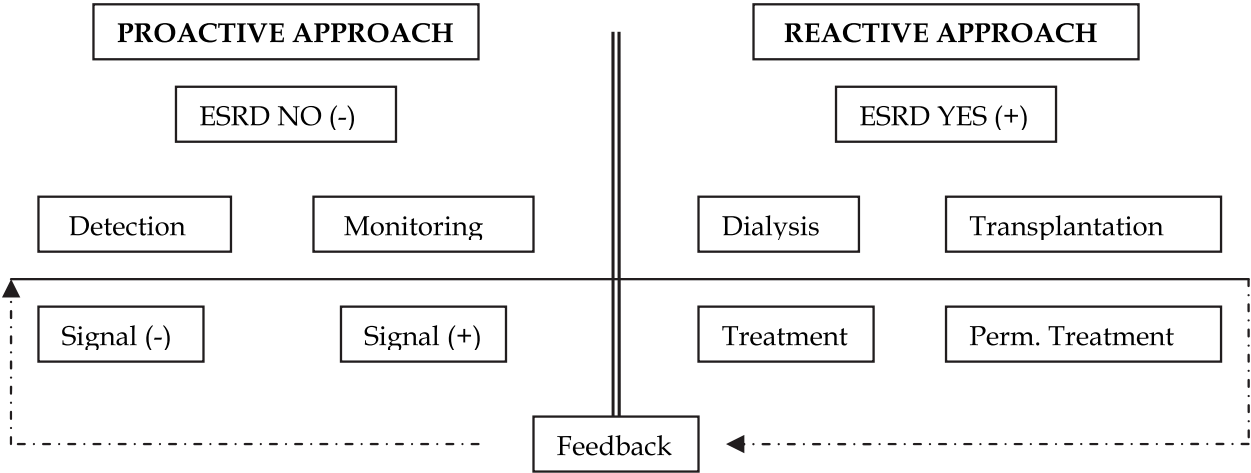 PROACTIVE APPROACH
REACTIVE APPROACH
ESRD NO (-)
ESRD YES (+)
Detection
Monitoring
Dialysis
Transplantation
Signal (-)
Signal (+)
Treatment
Perm. Treatment
Feedback